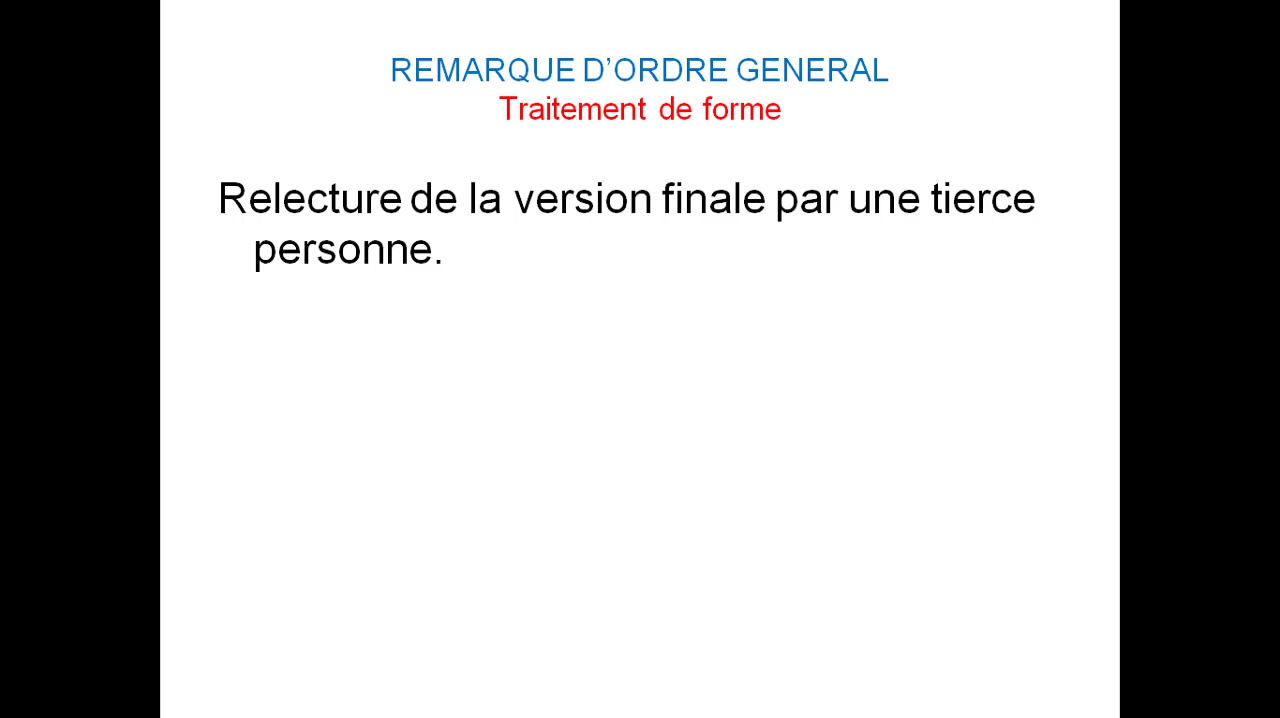 REMARQUE D’ORDRE GENERAL
Traitement de forme
Relecture de la version finale par une tierce
personne.